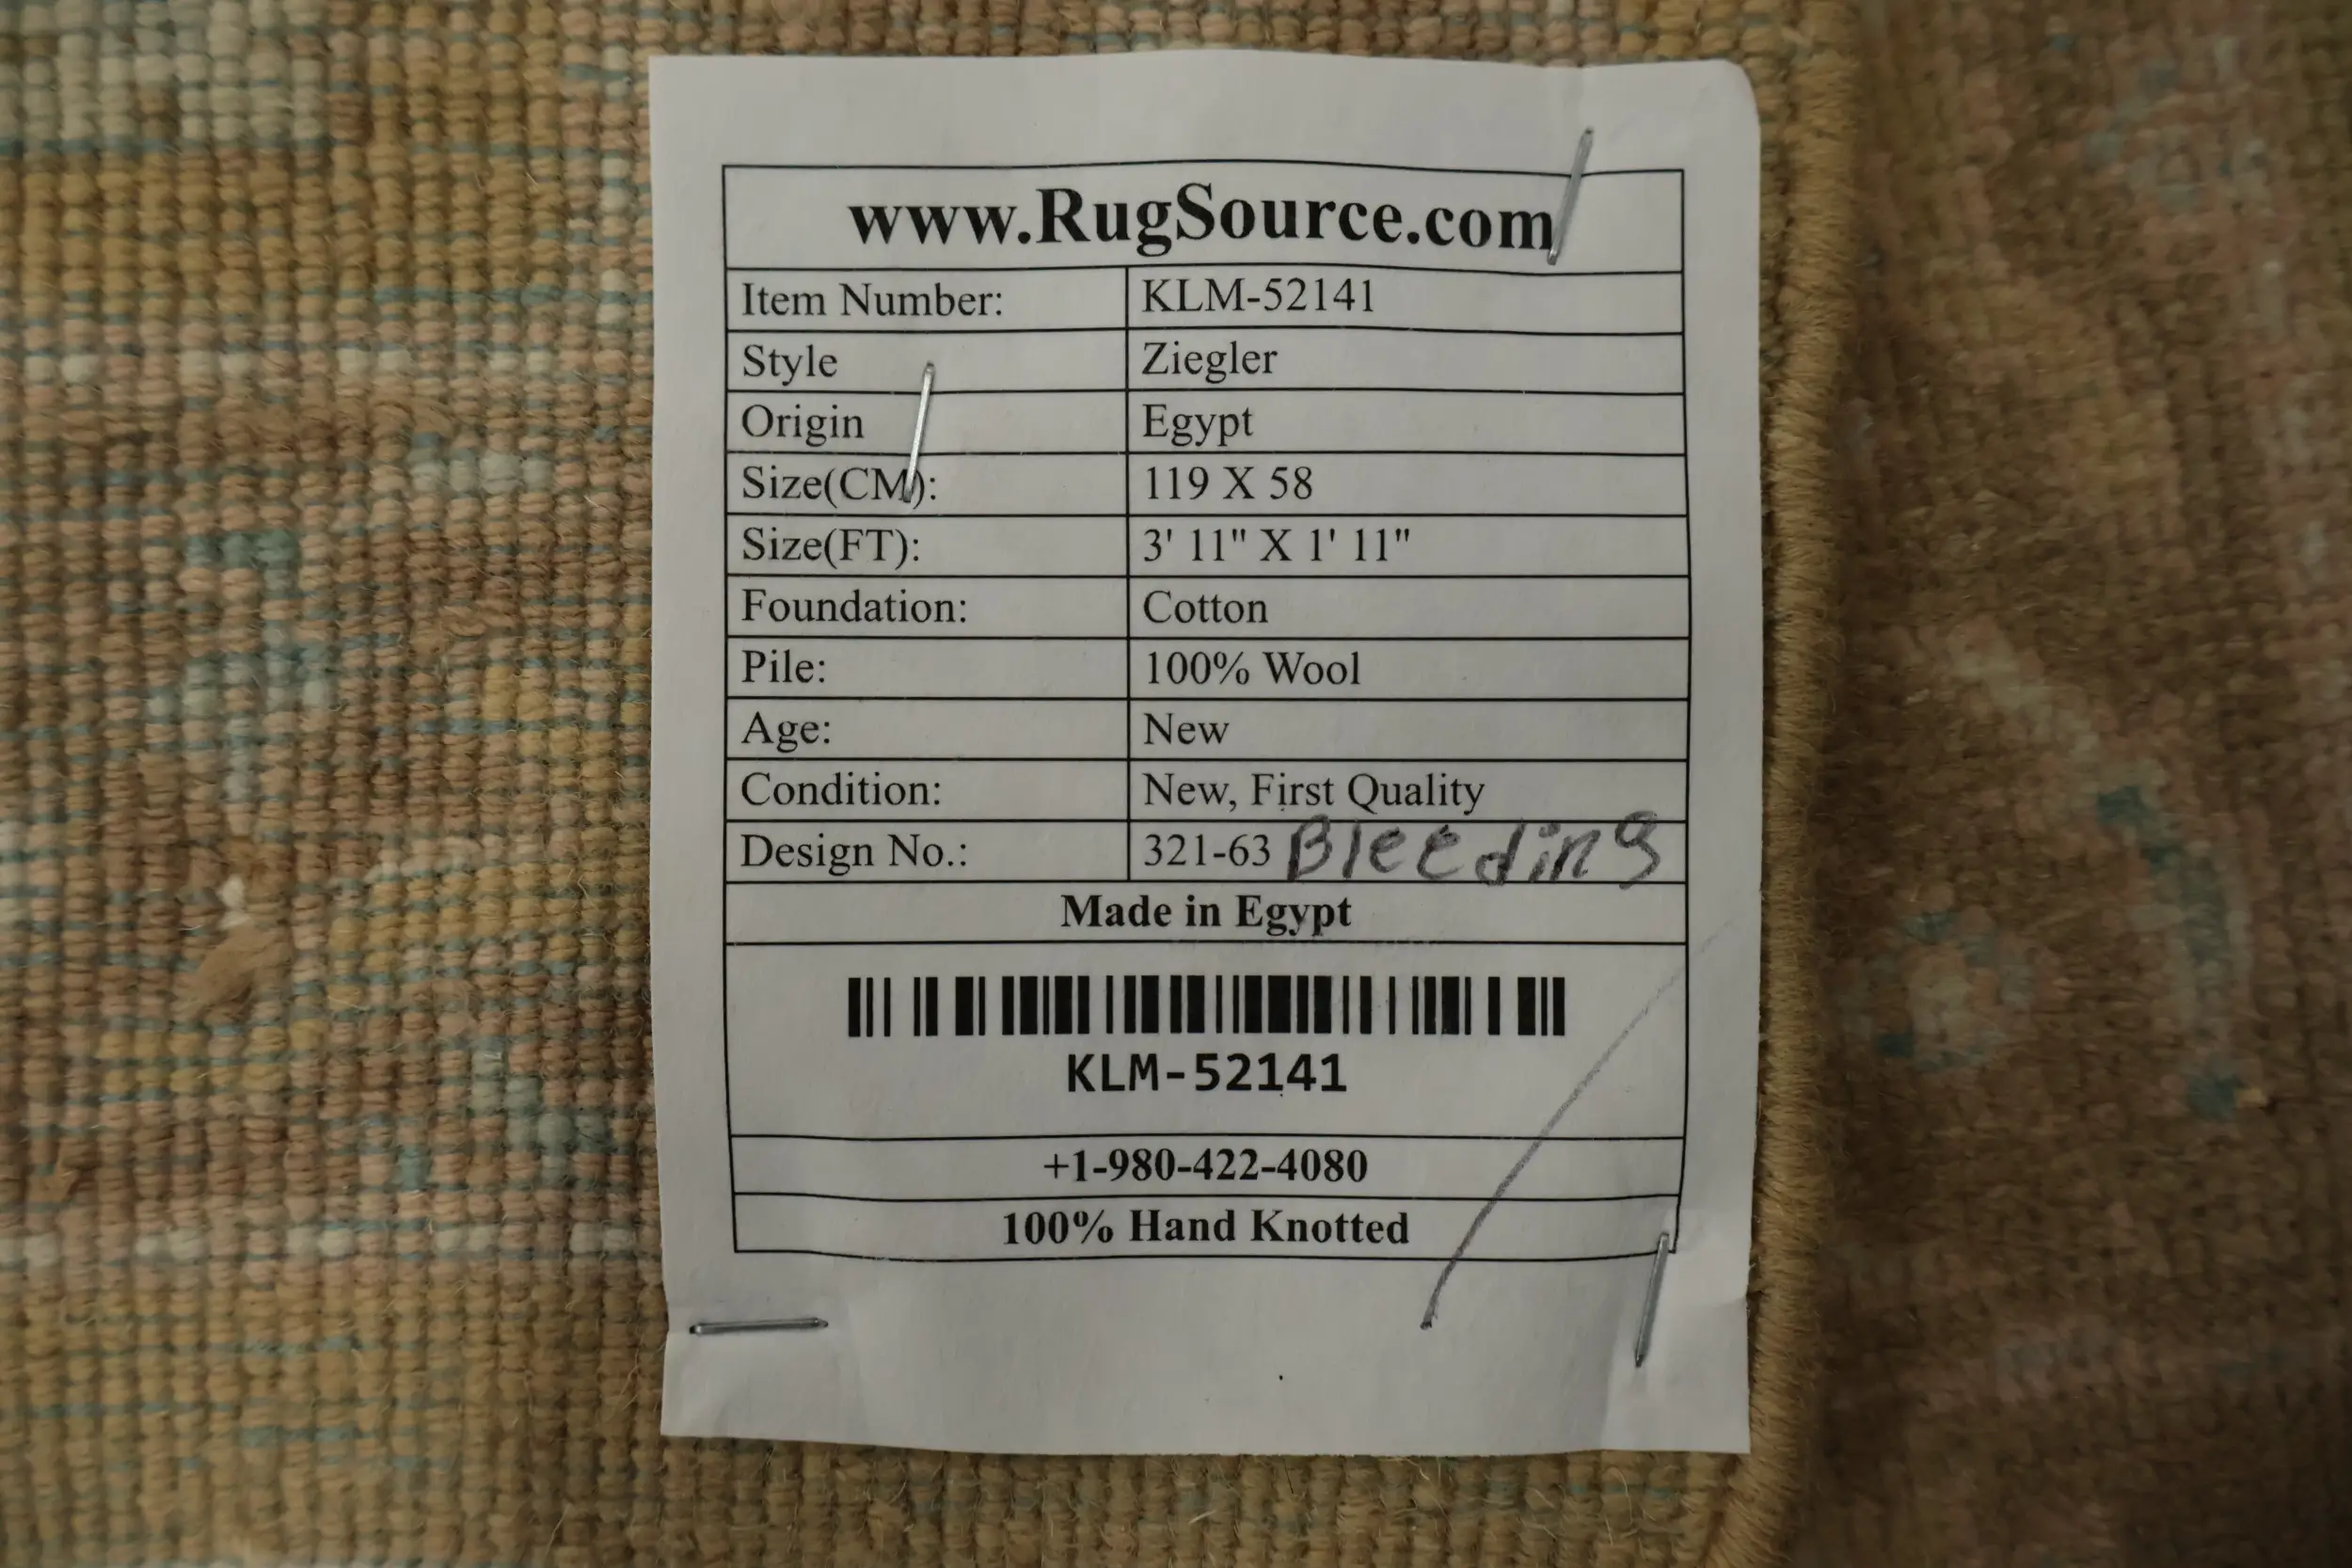 www.RugSource.com
Item Number: KLM-52141
Style Ziegler
Origin Egypt
Size(CM): 119 X 58
Size(FT): 3' 11" X 1' 11"
Foundation: Cotton
Pile: 100% Wool
Age: New
Condition: New, First Quality
Design No.: 321-63 Bleeding
Made in Egypt
KLM-52141
+1-980-422-4080
100% Hand Knotted